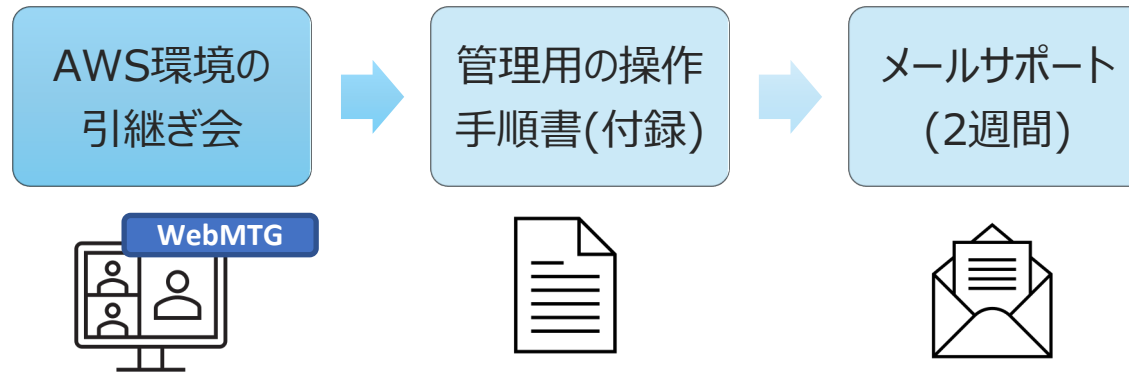 AWS環境の
引継ぎ会
管理用の操作
手順書(付録)
メールサポート
(2週間)
WebMTG